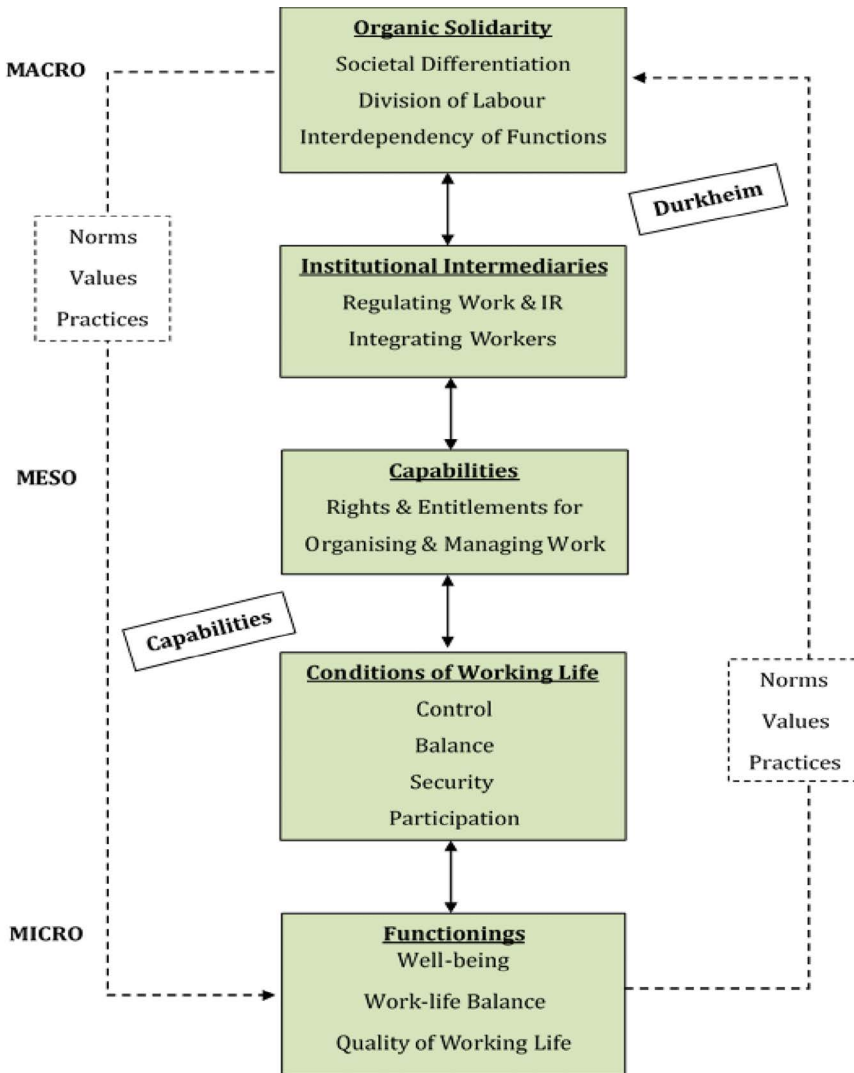 Organic Solidarity
Societal Differentiation
Division of Labour
Interdependency of Functions
MACRO
Durkheim
Norms
Values
Practices
Institutional Intermediaries
Regulating Work & IR
Integrating Workers
MESO
Capabilities
Rights & Entitlements for
Organising & Managing Work
Capabilities
Conditions of Working Life
Control
Balance
Security
Participation
Norms
Values
Practices
MICRO
Functionings
Well-being
Work-life Balance
Quality of Working Life